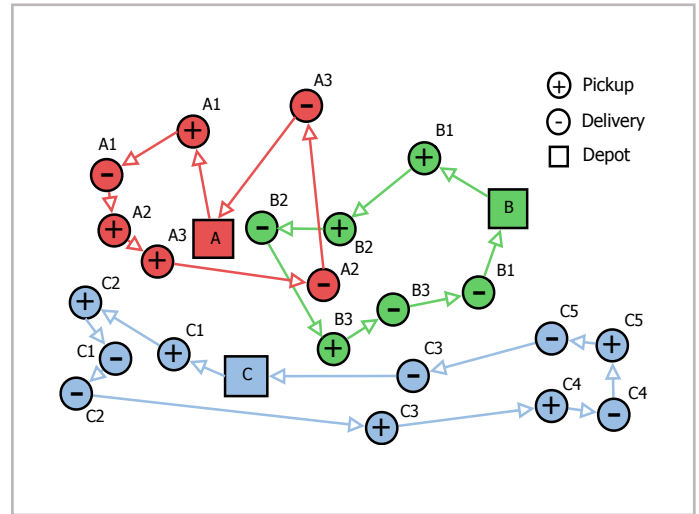 A3
A1
+ Pickup
A1
- Delivery
B1
Depot
A2
B2
A
B
A3
B2
A2
B1
B3
C2
C5
C5
C1
B3
C1
C
C3
C4
C4
C2
C3